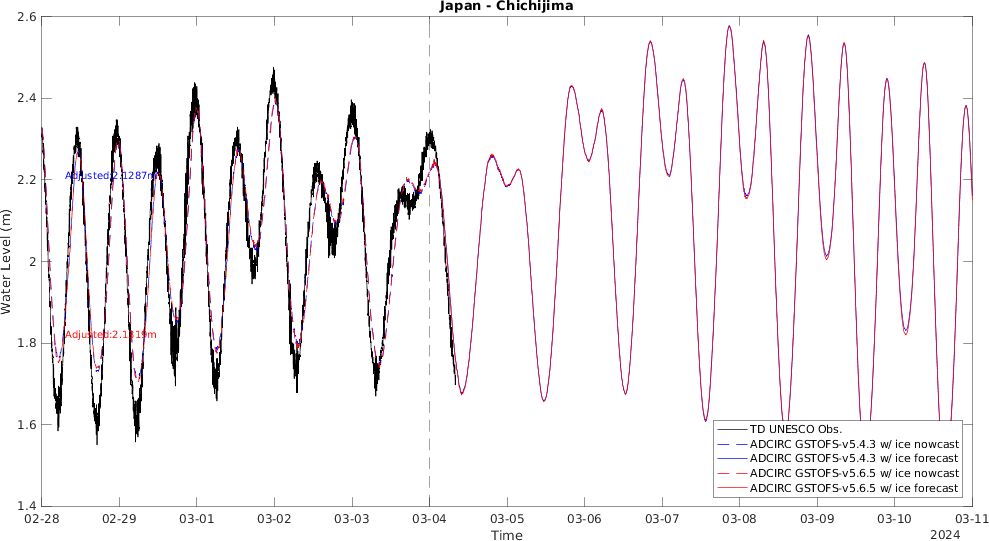 Japan - Chichijima
2.6
2.4
2.2
2
1.8
1.6
1.4
Water Level (m)
Adjusted:2.1287m
Adjusted:2.1319m
TD UNESCO Obs.
ADCIRC GSTOFS-v5.4.3 w/ ice nowcast
ADCIRC GSTOFS-v5.4.3 w/ ice forecast
ADCIRC GSTOFS-v5.6.5 w/ ice nowcast
ADCIRC GSTOFS-v5.6.5 w/ ice forecast
02-28 02-29 03-01 03-02 03-03 03-04 03-05 03-06 03-07 03-08 03-09 03-10 03-11
Time
2024